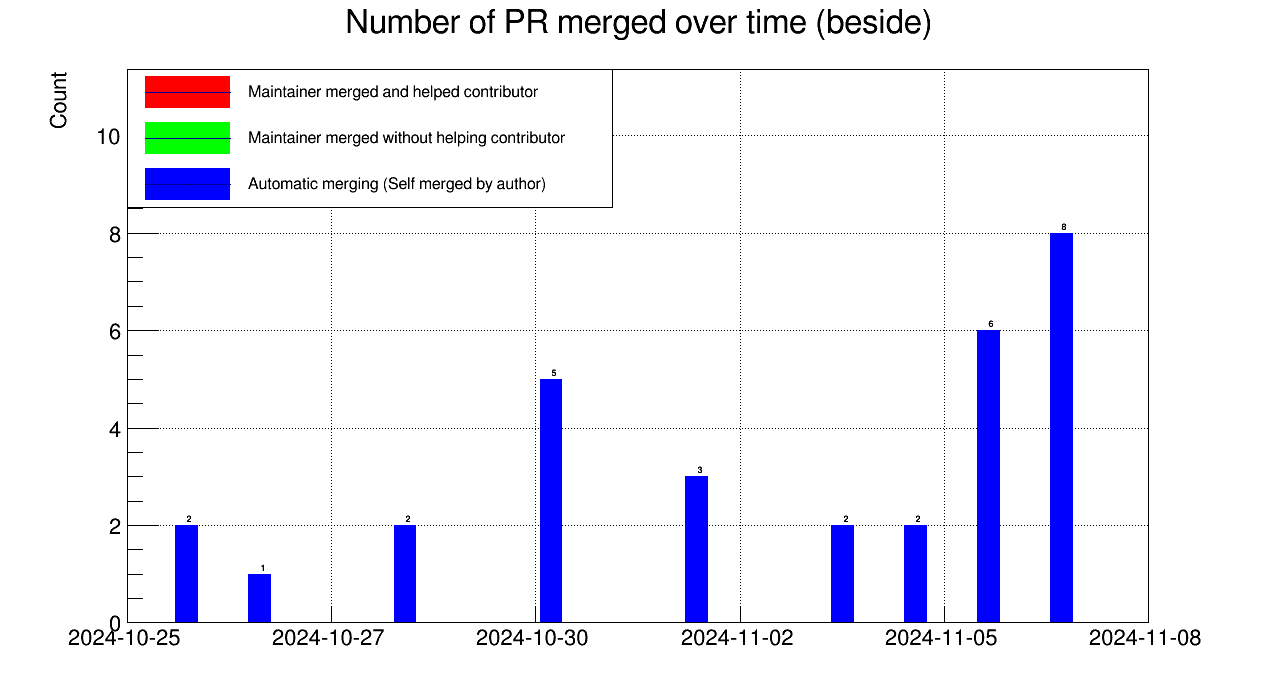 Number of PR merged over time (beside)
Count
Maintainer merged and helped contributor
Maintainer merged without helping contributor
Automatic merging (Self merged by author)
10
8
6
4
2
0
2
1
2
5
3
2
2
6
8
2024-10-25 2024-10-27 2024-10-30 2024-11-02 2024-11-05 2024-11-08